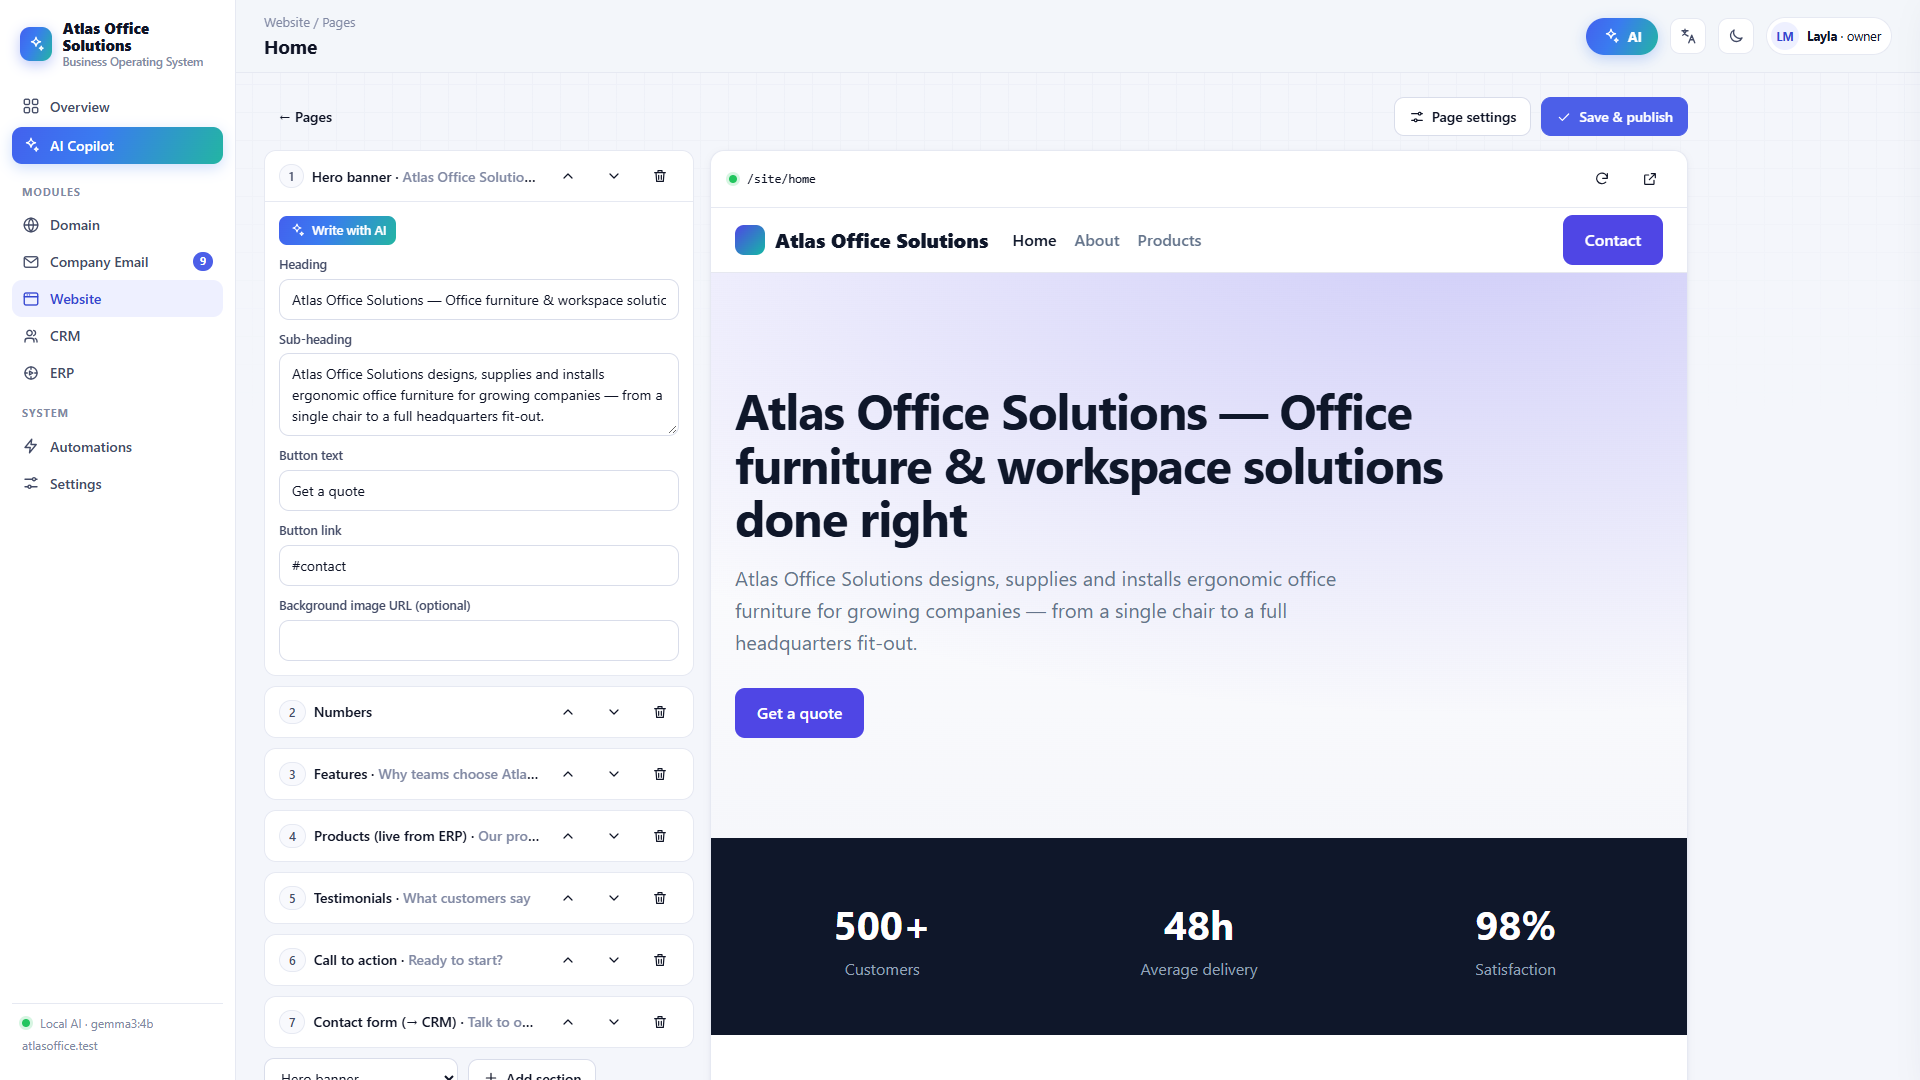 Atlas Office
Solutions
Business Operating System
Overview
AI Copilot
MODULES
Domain
Company Email
9
Website
CRM
ERP
SYSTEM
Automations
Settings
Local AI · gemma3:4b
atlasoffice.test
Website / Pages
Home
AI
LM
Layla · owner
← Pages
Page settings
Save & publish
1
Hero banner · Atlas Office Solutio...
Write with AI
Heading
Atlas Office Solutions — Office furniture & workspace solutic
Sub-heading
Atlas Office Solutions designs, supplies and installs
ergonomic office furniture for growing companies — from a
single chair to a full headquarters fit-out.
Button text
Get a quote
Button link
#contact
Background image URL (optional)
2
Numbers
3
Features · Why teams choose Atla...
4
Products (live from ERP) · Our pro...
5
Testimonials · What customers say
6
Call to action · Ready to start?
7
Contact form (→ CRM) · Talk to o...
Hero banner
Add section
/site/home
Atlas Office Solutions
Home
About
Products
Contact
Atlas Office Solutions — Office
furniture & workspace solutions
done right
Atlas Office Solutions designs, supplies and installs ergonomic office
furniture for growing companies — from a single chair to a full
headquarters fit-out.
Get a quote
500+
Customers
48h
Average delivery
98%
Satisfaction